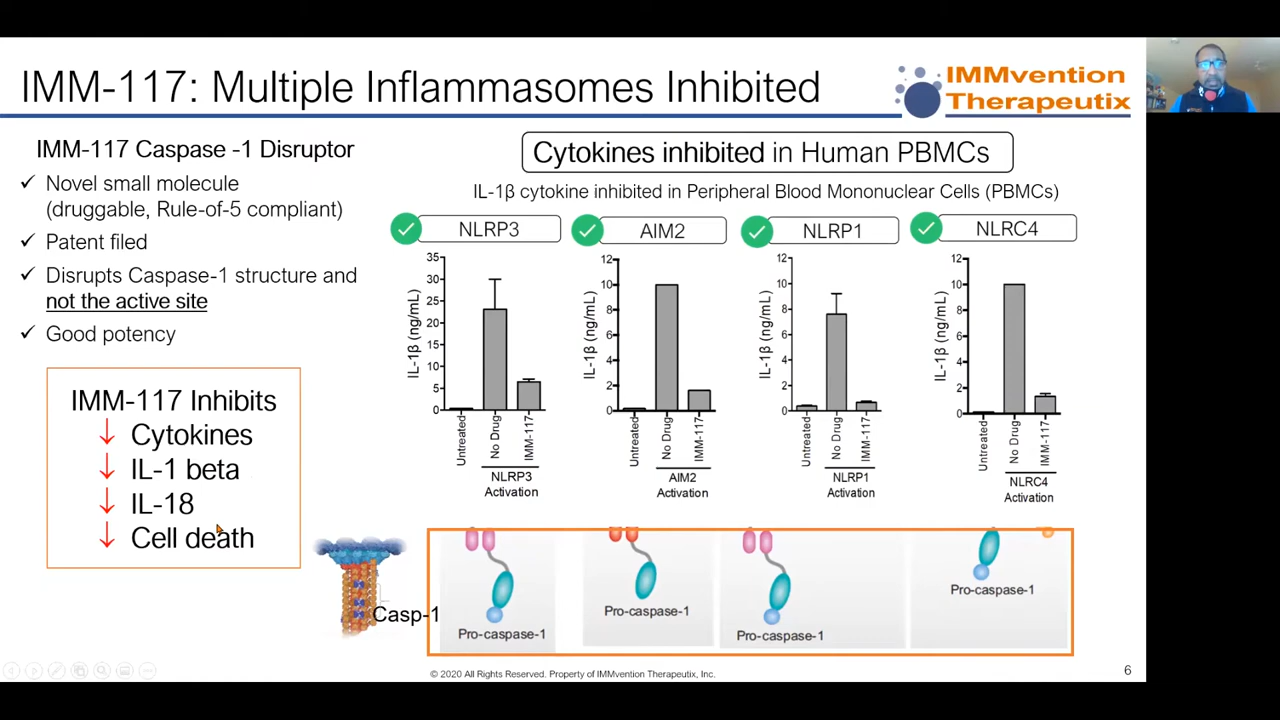 IMM-117: Multiple Inflammasomes Inhibited
IMMvention
Therapeutix
IMM-117 Caspase -1 Disruptor
✓ Novel small molecule
(druggable, Rule-of-5 compliant)
✓ Patent filed
✓ Disrupts Caspase-1 structure and
not the active site
✓ Good potency
IMM-117 Inhibits
↓ Cytokines
↓ IL-1 beta
↓ IL-18
↓ Cell death
Cytokines inhibited in Human PBMCs
IL-1β cytokine inhibited in Peripheral Blood Mononuclear Cells (PBMCs)
NLRP3
IL-1β (ng/mL)
35
30
25
20
15
10
5
0
Untreated
No Drug
IMM-117
NLRP3
Activation
AIM2
IL-1β (ng/mL)
12
10
8
6
4
2
0
Untreated
No Drug
IMM-117
AIM2
Activation
NLRP1
IL-1β (ng/mL)
12
10
8
6
4
2
0
Untreated
No Drug
IMM-117
NLRP1
Activation
NLRC4
IL-1β (ng/mL)
12
10
8
6
4
2
0
Untreated
No Drug
IMM-117
NLRC4
Activation
Casp-1
Pro-caspase-1
Pro-caspase-1
Pro-caspase-1
Pro-caspase-1
© 2020 All Rights Reserved. Property of IMMvention Therapeutix, Inc.
6